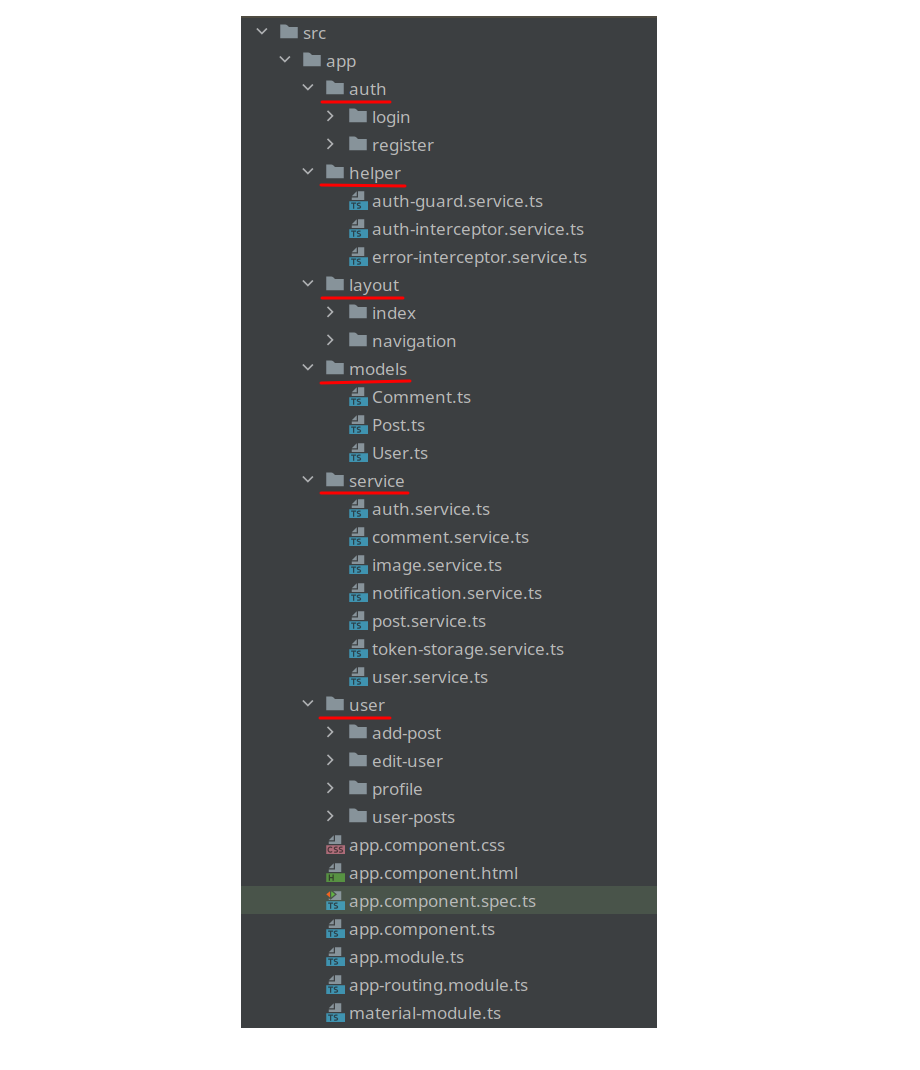 src
app
auth
login
register
helper
auth-guard.service.ts
auth-interceptor.service.ts
error-interceptor.service.ts
layout
index
navigation
models
Comment.ts
Post.ts
User.ts
service
auth.service.ts
comment.service.ts
image.service.ts
notification.service.ts
post.service.ts
token-storage.service.ts
user.service.ts
user
add-post
edit-user
profile
user-posts
app.component.css
app.component.html
app.component.spec.ts
app.component.ts
app.module.ts
app-routing.module.ts
material-module.ts